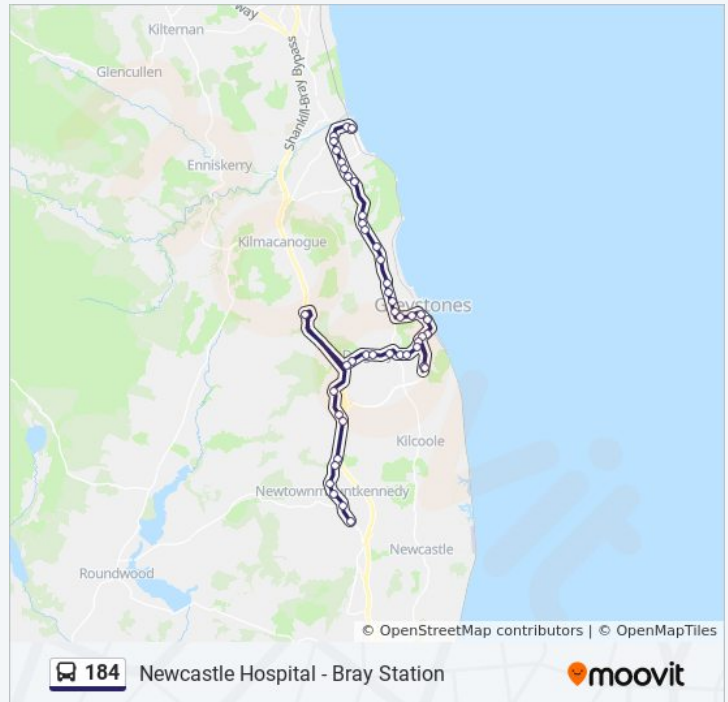 way
Kilternan
Glencullen
Shankill-Bray Bypass
Enniskerry
Kilmacanogue
Greystones
Kilcoole
Newtownmountkennedy
Newcastle
Roundwood
© OpenStreetMap contributors | © OpenMapTiles
184 Newcastle Hospital - Bray Station
moovit